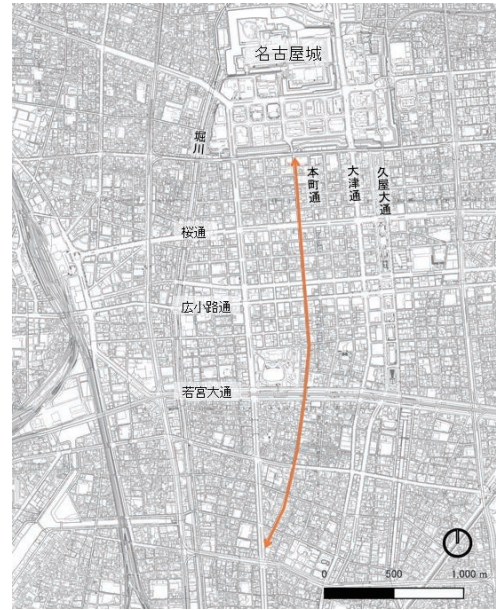 名古屋城
堀川
本町通
大津通
久屋大通
桜通
広小路通
若宮大通
0 500 1,000 m